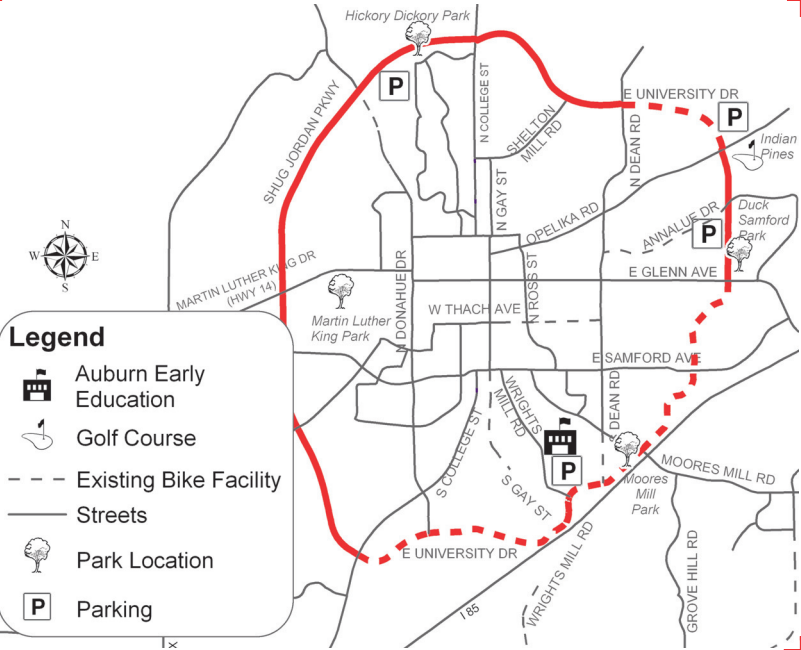 Hickory Dickory Park
P
SHUG JORDAN PKWY
N COLLEGE ST
SHELTON
MILL RD
E UNIVERSITY DR
P
N DEAN RD
Indian
Pines
N GAY ST
OPELIKA RD
ANNALUE DR
Duck
Samford
Park
P
N
W E
S
MARTIN LUTHER KING DR
(HWY 14)
N DONAHUE DR
N ROSS ST
E GLENN AVE
Martin Luther
King Park
W THACH AVE
E SAMFORD AVE
WRIGHTS
MILL RD
DEAN RD
S COLLEGE ST
S GAY ST
P
Moores
Mill
Park
MOORES MILL RD
E UNIVERSITY DR
WRIGHTS MILL RD
GROVE HILL RD
I 85
X
Legend
Auburn Early
Education
Golf Course
Existing Bike Facility
Streets
Park Location
P
Parking